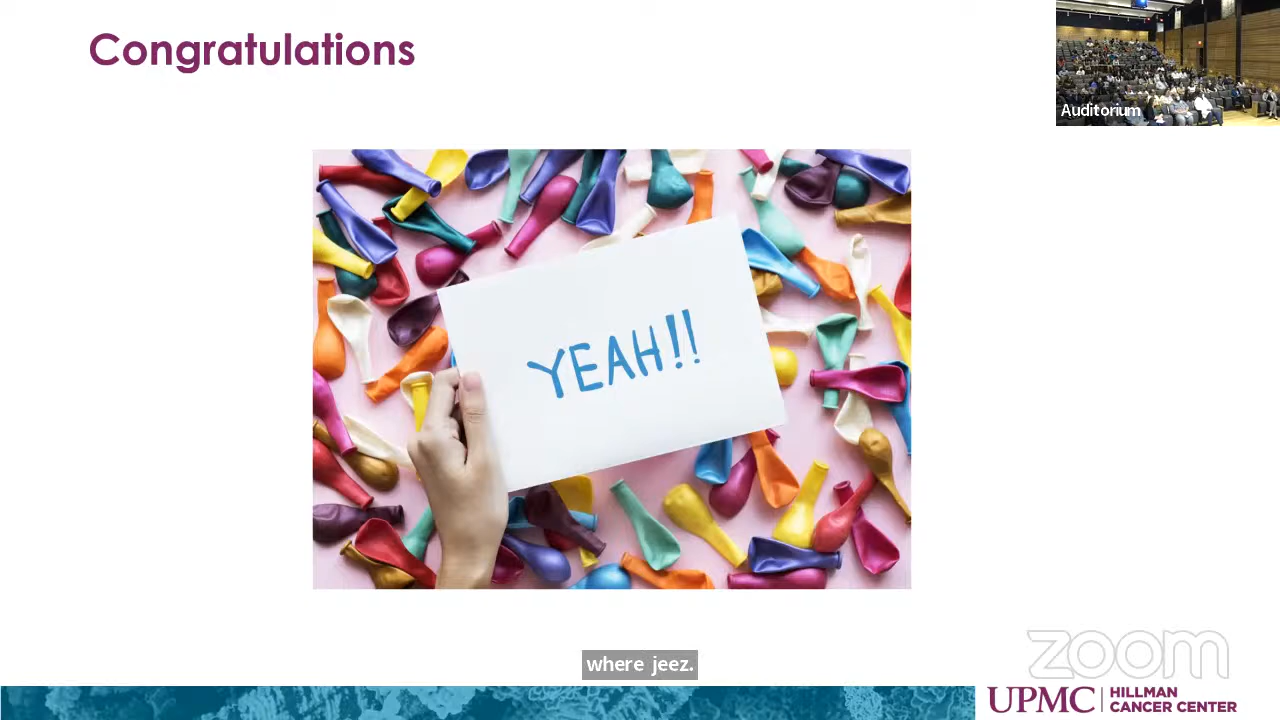 Congratulations
Auditorium
YEAH!!
where jeez.
zoom
UPMC
HILLMAN
CANCER CENTER